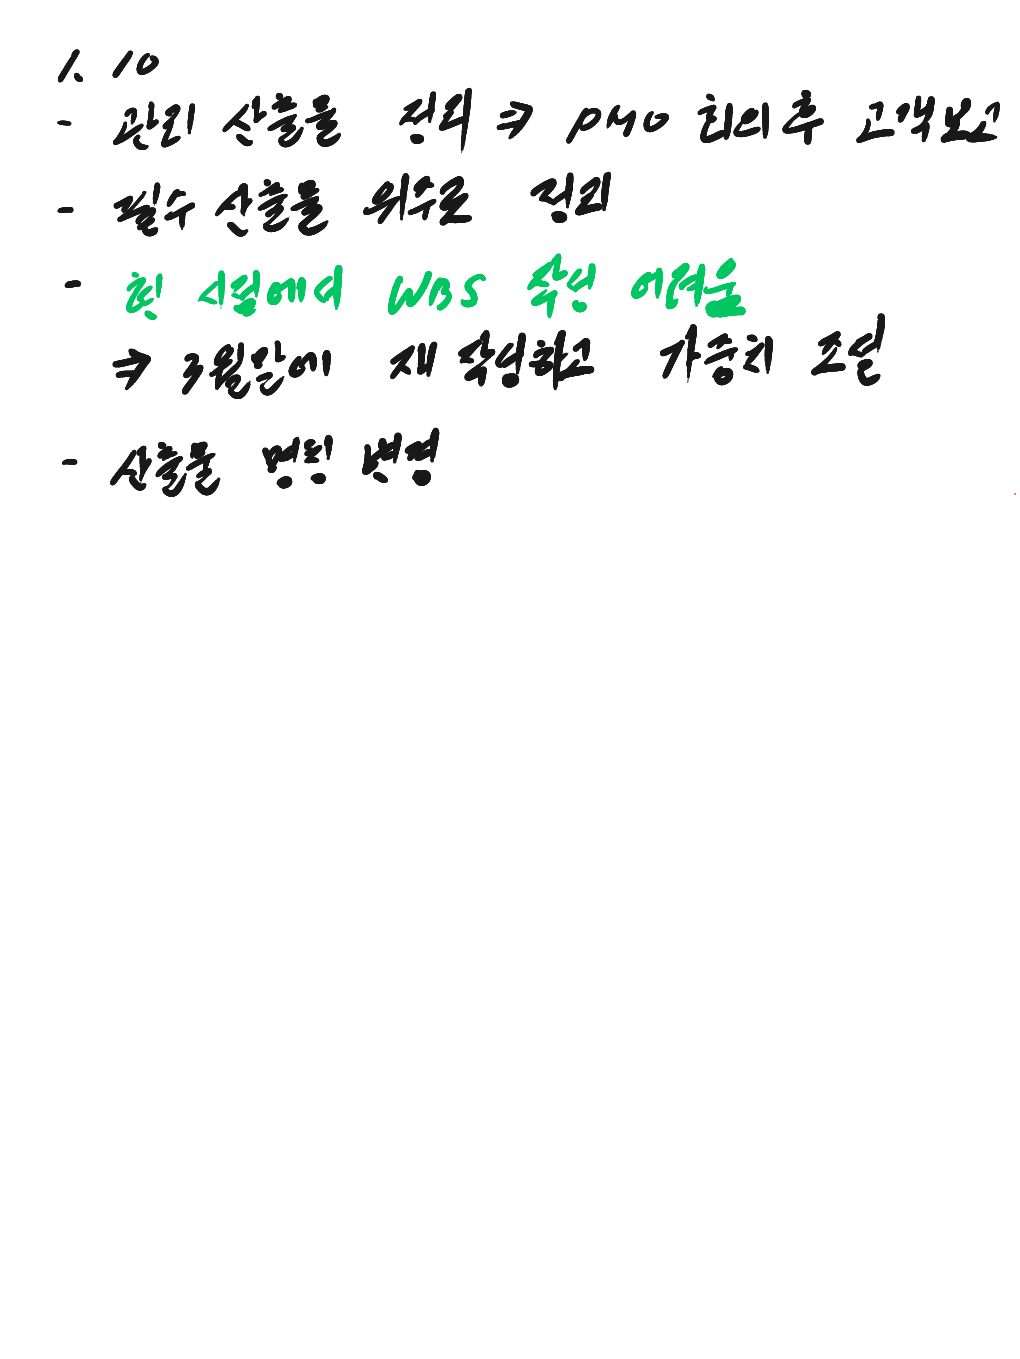 1. 10
- 관리 산출물 정리 ⇒ PMO 회의 후 고객보고
- 필수 산출물 위주로 정리
- 현 시점에서 WBS 작성 어려움
⇒ 3월말에 재 작성하고 가중치 조절
- 산출물 명칭 변경